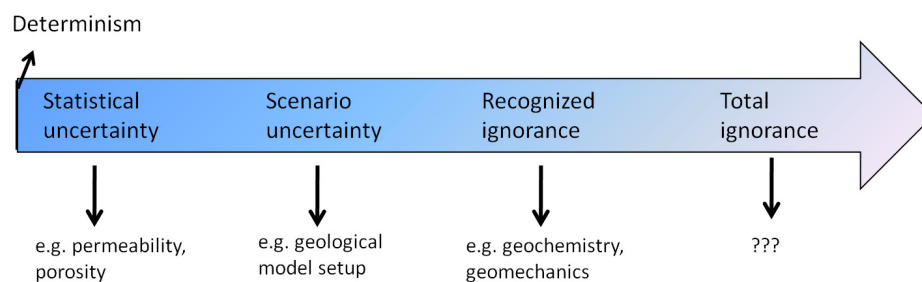 Determinism
Statistical
uncertainty
Scenario
uncertainty
Recognized
ignorance
Total
ignorance
e.g. permeability,
porosity
e.g. geological
model setup
e.g. geochemistry,
geomechanics
???